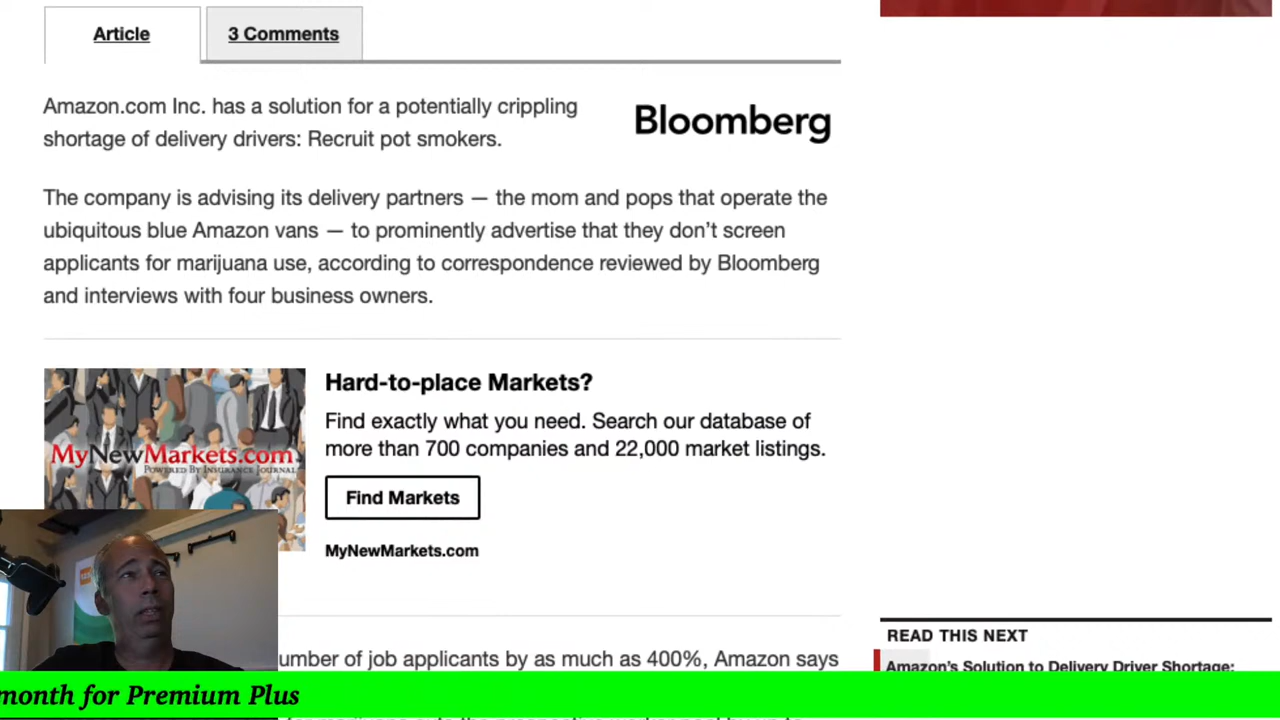 Article
3 Comments
Amazon.com Inc. has a solution for a potentially crippling
shortage of delivery drivers: Recruit pot smokers.
Bloomberg
The company is advising its delivery partners — the mom and pops that operate the
ubiquitous blue Amazon vans — to prominently advertise that they don’t screen
applicants for marijuana use, according to correspondence reviewed by Bloomberg
and interviews with four business owners.
MyNewMarkets.com
POWERED BY INSURANCE JOURNAL
Hard-to-place Markets?
Find exactly what you need. Search our database of
more than 700 companies and 22,000 market listings.
Find Markets
MyNewMarkets.com
READ THIS NEXT
Amazon’s Solution to Delivery Driver Shortage:
umber of job applicants by as much as 400%, Amazon says
month for Premium Plus